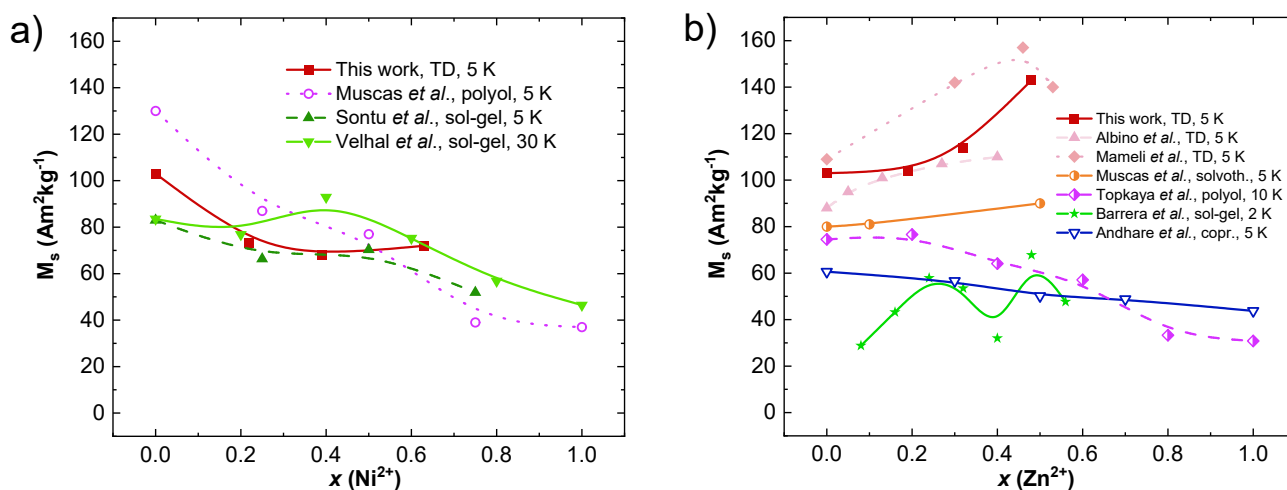 a)
M_s (Am²kg⁻¹)
160
140
120
100
80
60
40
20
0
This work, TD, 5 K
Muscas et al., polyol, 5 K
Sontu et al., sol-gel, 5 K
Velhal et al., sol-gel, 30 K
0.0 0.2 0.4 0.6 0.8 1.0
x (Ni²⁺)
b)
M_s (Am²kg⁻¹)
160
140
120
100
80
60
40
20
0
This work, TD, 5 K
Albino et al., TD, 5 K
Mameli et al., TD, 5 K
Muscas et al., solvoth., 5 K
Topkaya et al., polyol, 10 K
Barrera et al., sol-gel, 2 K
Andhare et al., copr., 5 K
0.0 0.2 0.4 0.6 0.8 1.0
x (Zn²⁺)